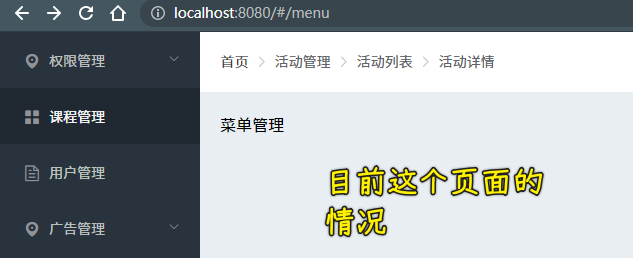 localhost:8080/#/menu
权限管理
课程管理
用户管理
广告管理
首页 > 活动管理 > 活动列表 > 活动详情
菜单管理
目前这个页面的
情况